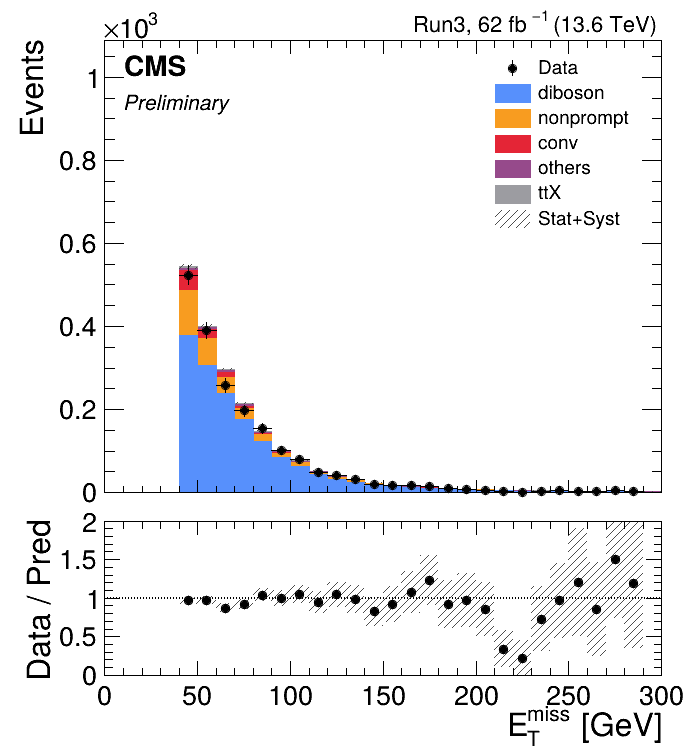 ×10³
Run3, 62 fb⁻¹ (13.6 TeV)
Events
CMS
Preliminary
Data
diboson
nonprompt
conv
others
ttX
Stat+Syst
1
0.8
0.6
0.4
0.2
0
Data / Pred
2
1.5
1
0.5
0
0 50 100 150 200 250 300
E_T^miss [GeV]